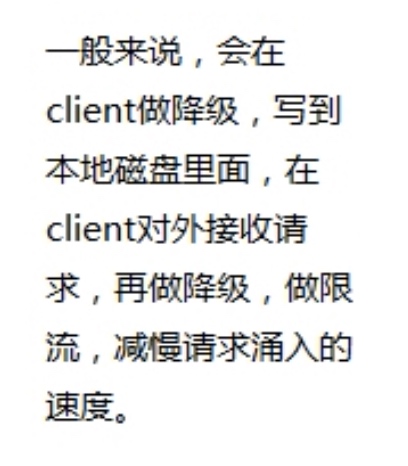 一般来说，会在
client做降级，写到
本地磁盘里面，在
client对外接收请
求，再做降级，做限
流，减慢请求涌入的
速度。